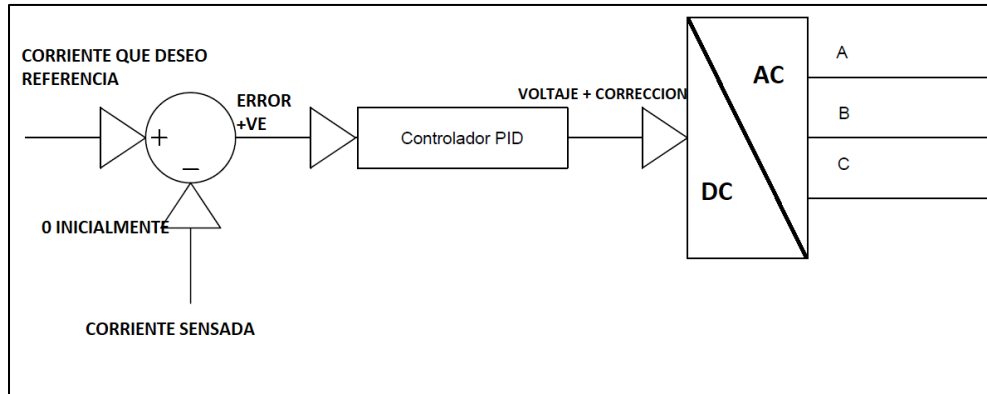 CORRIENTE QUE DESEO
REFERENCIA
ERROR
+VE
+
−
0 INICIALMENTE
CORRIENTE SENSADA
Controlador PID
VOLTAJE + CORRECCION
AC
DC
A
B
C